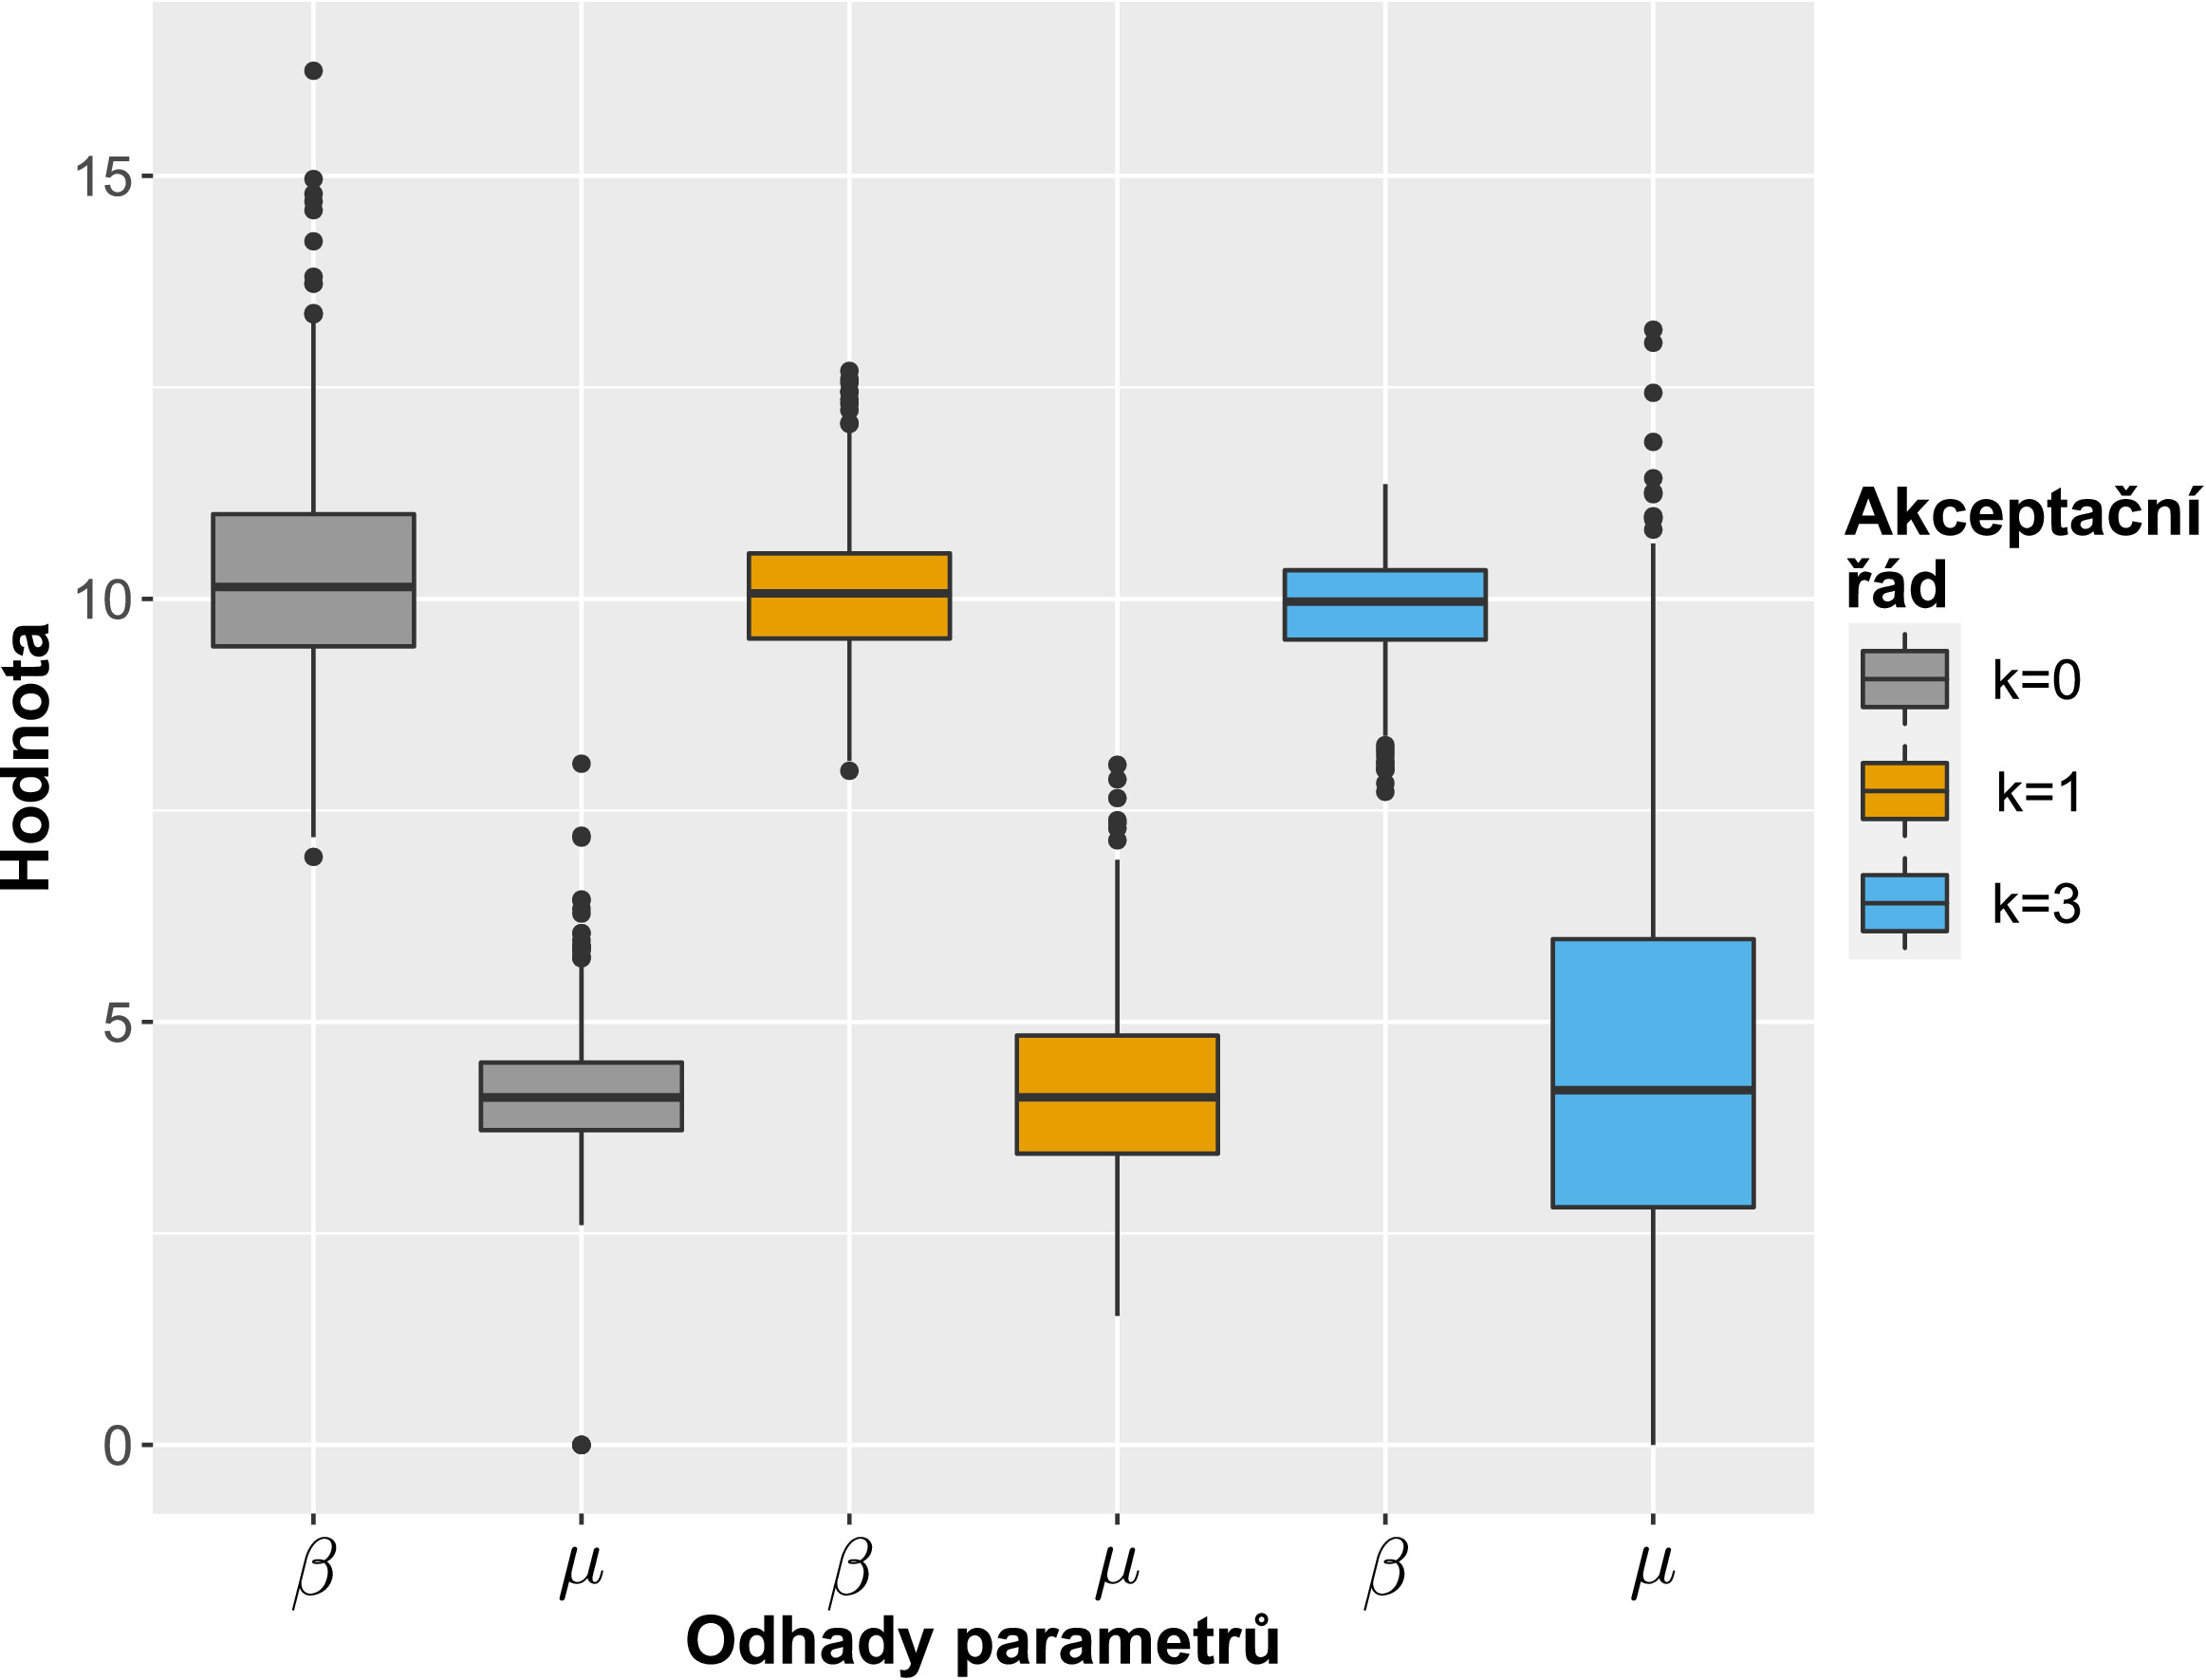 15
10
5
0
Hodnota
β μ β μ β μ
Odhady parametrů
Akceptační
řád
k=0
k=1
k=3